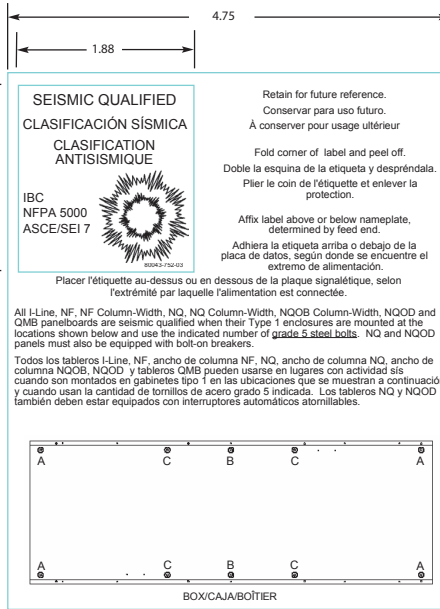 4.75
1.88
SEISMIC QUALIFIED
CLASIFICACIÓN SÍSMICA
CLASIFICATION
ANTISISMIQUE
IBC
NFPA 5000
ASCE/SEI 7
80043-752-03
Retain for future reference.
Conservar para uso futuro.
À conserver pour usage ultérieur
Fold corner of label and peel off.
Doble la esquina de la etiqueta y despréndala.
Plier le coin de l'étiquette et enlever la
protection.
Affix label above or below nameplate,
determined by feed end.
Adhiera la etiqueta arriba o debajo de la
placa de datos, según donde se encuentre el
extremo de alimentación.
Placer l'étiquette au-dessus ou en dessous de la plaque signalétique, selon
l'extrémité par laquelle l'alimentation est connectée.
All I-Line, NF, NF Column-Width, NQ, NQ Column-Width, NQOB Column-Width, NQOD and
QMB panelboards are seismic qualified when their Type 1 enclosures are mounted at the
locations shown below and use the indicated number of grade 5 steel bolts. NQ and NQOD
panels must also be equipped with bolt-on breakers.
Todos los tableros I-Line, NF, ancho de columna NF, NQ, ancho de columna NQ, ancho de
columna NQOB, NQOD y tableros QMB pueden usarse en lugares con actividad sís
cuando son montados en gabinetes tipo 1 en las ubicaciones que se muestran a continuació
y cuando usan la cantidad de tornillos de acero grado 5 indicada. Los tableros NQ y NQOD
también deben estar equipados con interruptores automáticos atornillables.
A C B C A
A C B C A
BOX/CAJA/BOÎTIER